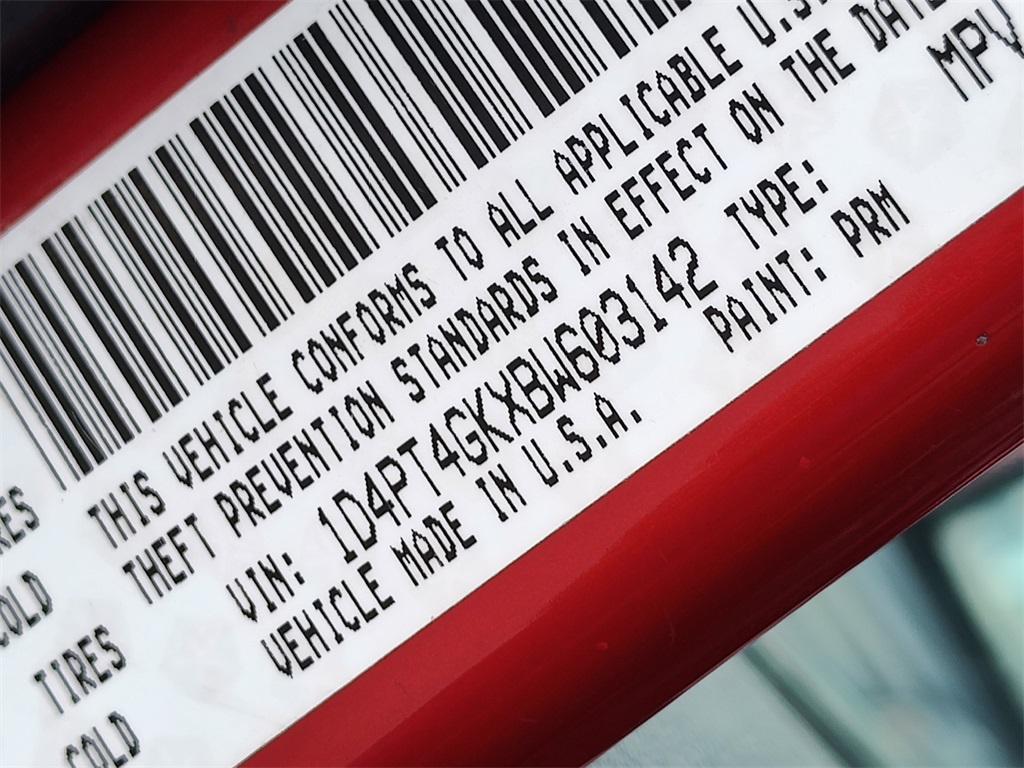 THIS VEHICLE CONFORMS TO ALL APPLICABLE U.S.
THEFT PREVENTION STANDARDS IN EFFECT ON THE DATE
VIN: 1D4PT4GKXBW603142 TYPE: MPV
VEHICLE MADE IN U.S.A. PAINT: PRM
RES
COLD
TIRES
COLD